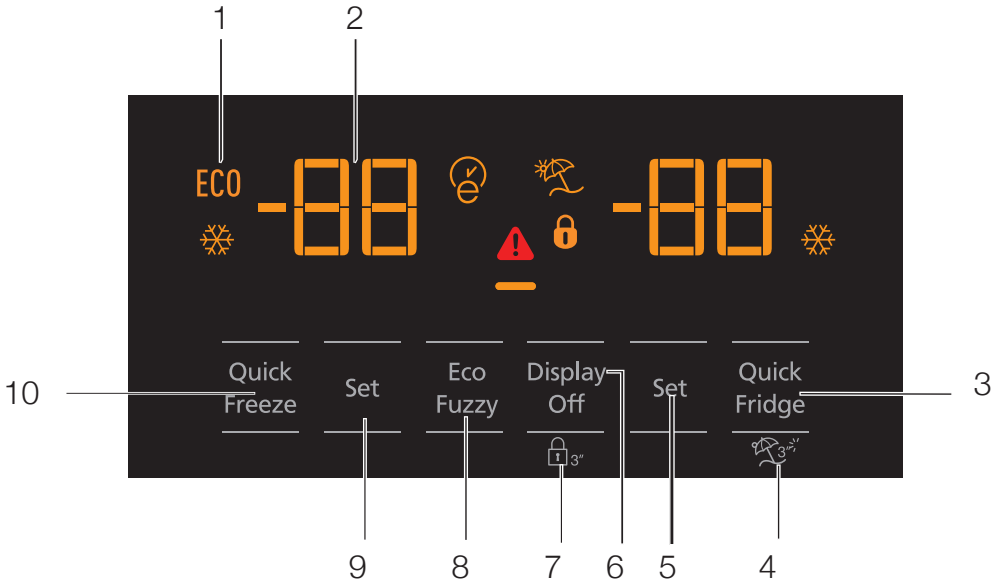 1 2
ECO -88 e -88
Quick Freeze
Set
Eco Fuzzy
Display Off
Set
Quick Fridge
10
3
3"
3"
9 8 7 6 5 4